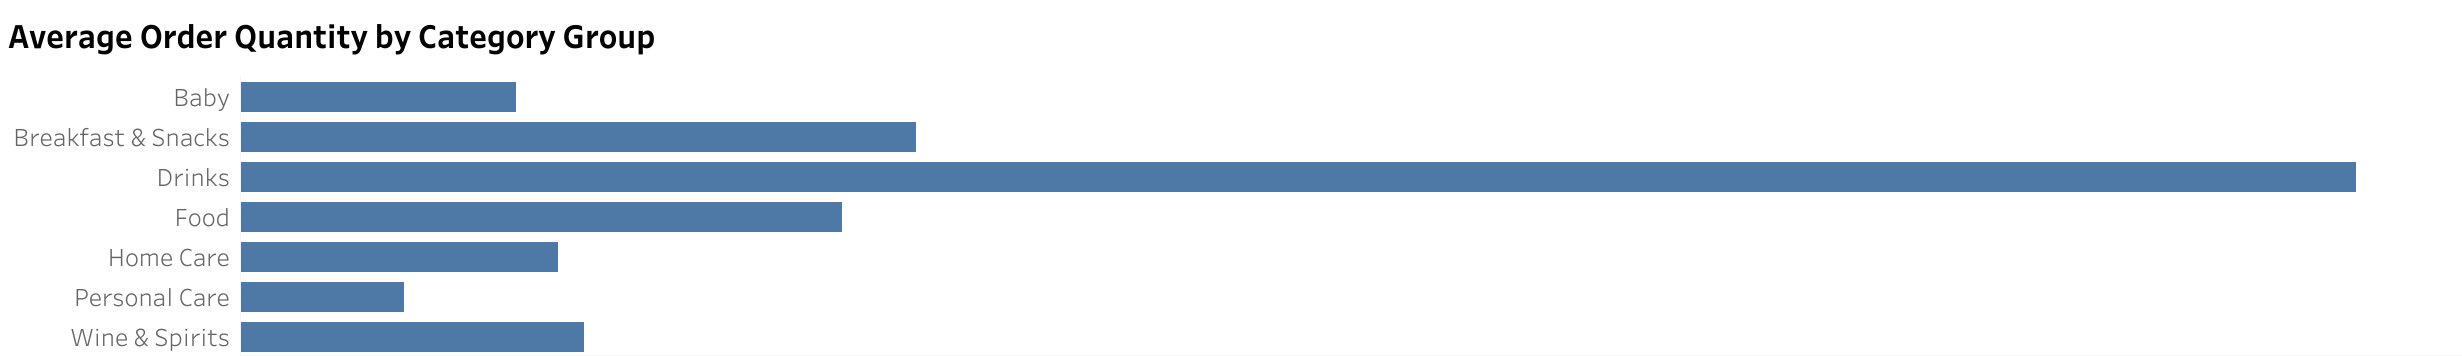 Average Order Quantity by Category Group
Baby
Breakfast & Snacks
Drinks
Food
Home Care
Personal Care
Wine & Spirits